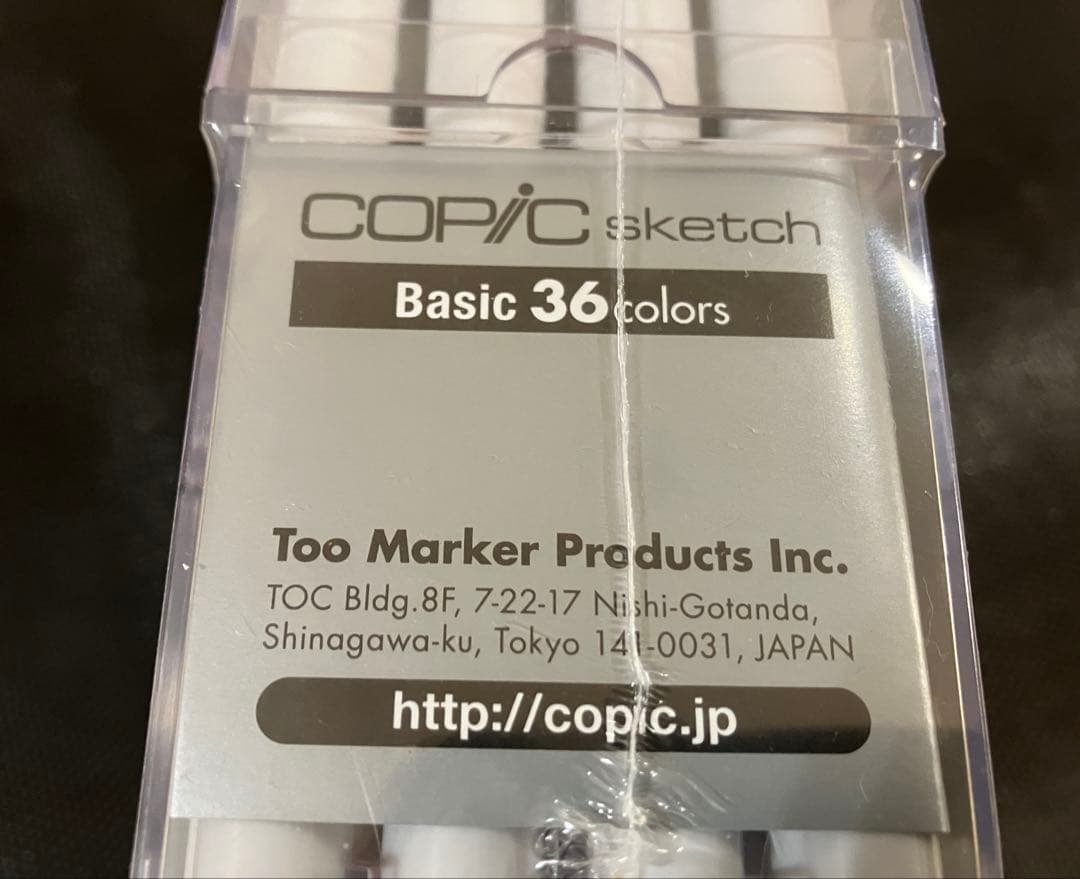 COPiC sketch
Basic 36 colors
Too Marker Products Inc.
TOC Bldg.8F, 7-22-17 Nishi-Gotanda,
Shinagawa-ku, Tokyo 141-0031, JAPAN
http://copic.jp